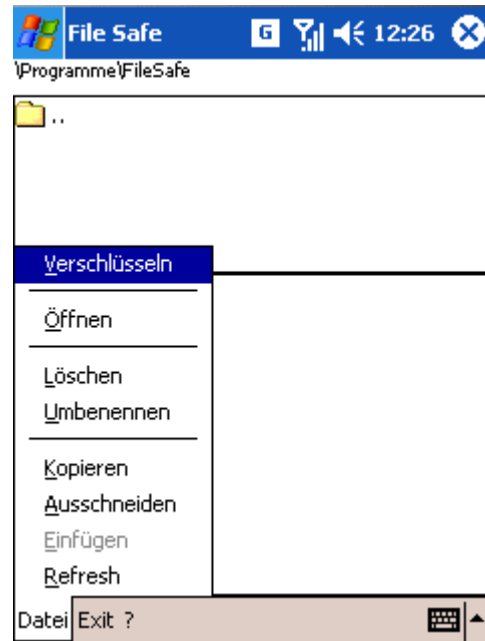 File Safe G 12:26
\Programme\FileSafe
..
Verschlüsseln
Öffnen
Löschen
Umbenennen
Kopieren
Ausschneiden
Einfügen
Refresh
Datei Exit ?